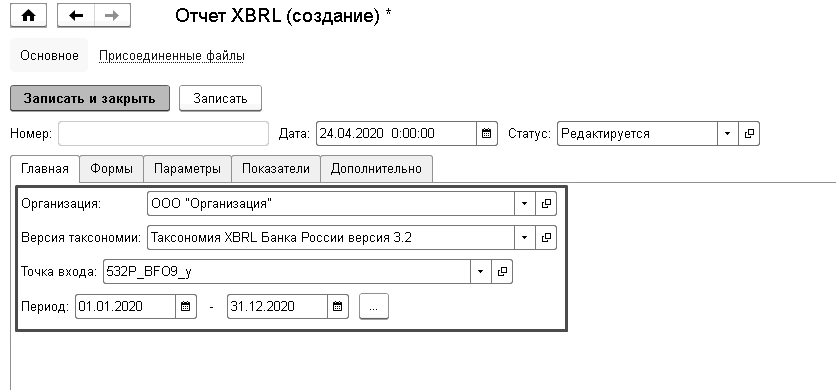 Отчет XBRL (создание) *
Основное Присоединенные файлы
Записать и закрыть Записать
Номер: Дата: 24.04.2020 0:00:00 Статус: Редактируется
Главная Формы Параметры Показатели Дополнительно
Организация: ООО "Организация"
Версия таксономии: Таксономия XBRL Банка России версия 3.2
Точка входа: 532P_BFO9_y
Период: 01.01.2020 - 31.12.2020 ...